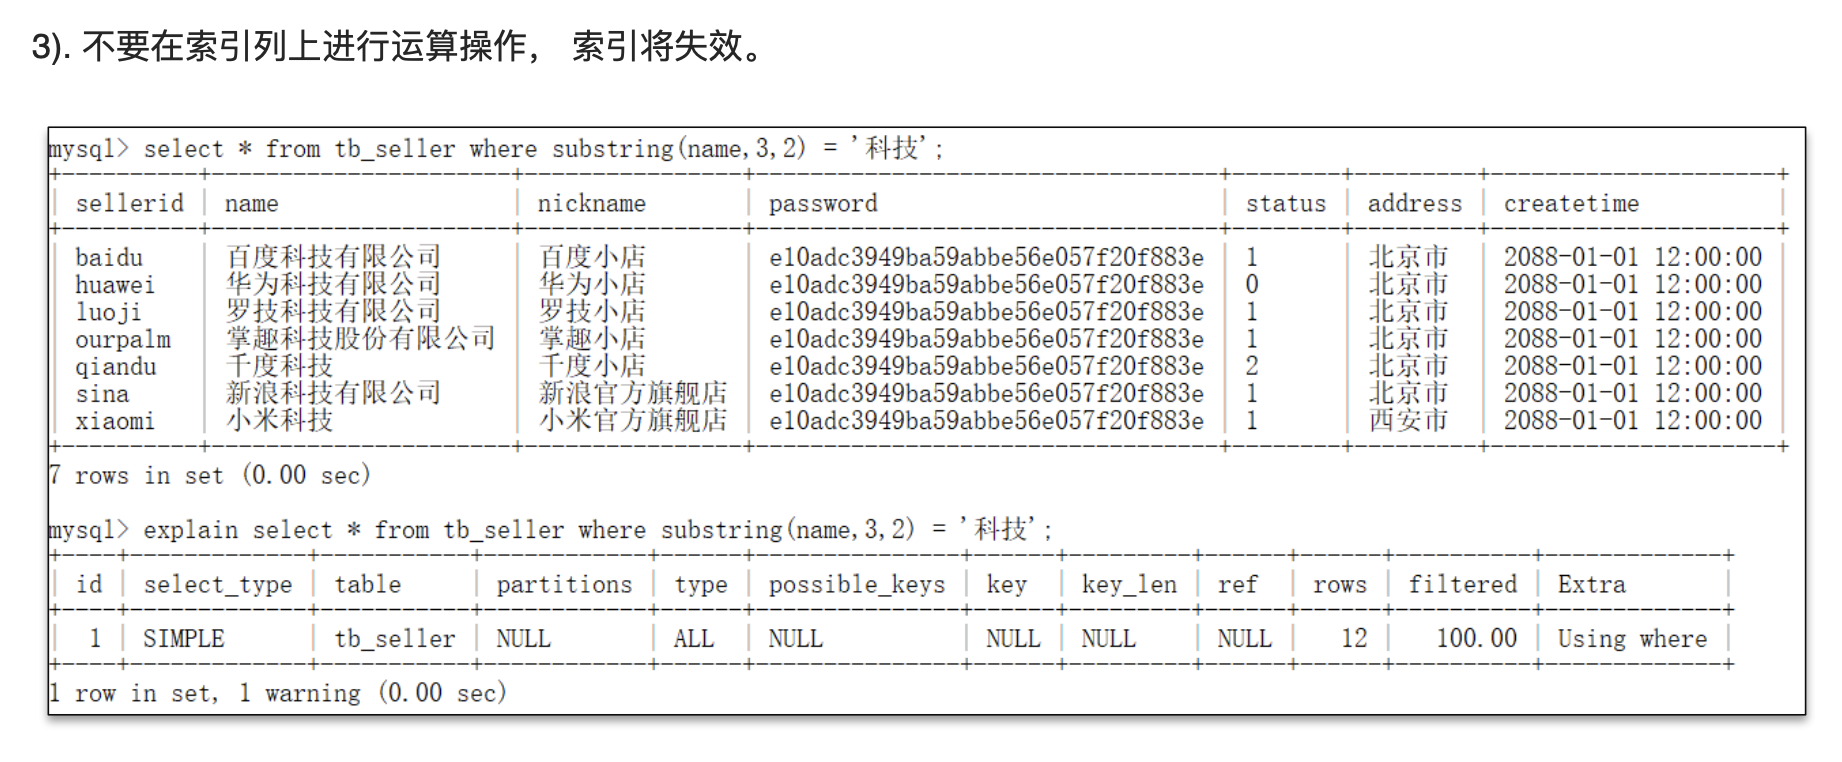 3). 不要在索引列上进行运算操作， 索引将失效。
mysql> select * from tb_seller where substring(name,3,2) = '科技';
+----------+----------------------+----------------+----------------------------------+--------+---------+---------------------+
| sellerid | name | nickname | password | status | address | createtime |
+----------+----------------------+----------------+----------------------------------+--------+---------+---------------------+
| baidu | 百度科技有限公司 | 百度小店 | e10adc3949ba59abbe56e057f20f883e | 1 | 北京市 | 2088-01-01 12:00:00 |
| huawei | 华为科技有限公司 | 华为小店 | e10adc3949ba59abbe56e057f20f883e | 0 | 北京市 | 2088-01-01 12:00:00 |
| luoji | 罗技科技有限公司 | 罗技小店 | e10adc3949ba59abbe56e057f20f883e | 1 | 北京市 | 2088-01-01 12:00:00 |
| ourpalm | 掌趣科技股份有限公司 | 掌趣小店 | e10adc3949ba59abbe56e057f20f883e | 1 | 北京市 | 2088-01-01 12:00:00 |
| qiandu | 千度科技 | 千度小店 | e10adc3949ba59abbe56e057f20f883e | 2 | 北京市 | 2088-01-01 12:00:00 |
| sina | 新浪科技有限公司 | 新浪官方旗舰店 | e10adc3949ba59abbe56e057f20f883e | 1 | 北京市 | 2088-01-01 12:00:00 |
| xiaomi | 小米科技 | 小米官方旗舰店 | e10adc3949ba59abbe56e057f20f883e | 1 | 西安市 | 2088-01-01 12:00:00 |
+----------+----------------------+----------------+----------------------------------+--------+---------+---------------------+
7 rows in set (0.00 sec)
mysql> explain select * from tb_seller where substring(name,3,2) = '科技';
+----+-------------+-----------+------------+------+---------------+------+---------+------+------+----------+-------------+
| id | select_type | table | partitions | type | possible_keys | key | key_len | ref | rows | filtered | Extra |
+----+-------------+-----------+------------+------+---------------+------+---------+------+------+----------+-------------+
| 1 | SIMPLE | tb_seller | NULL | ALL | NULL | NULL | NULL | NULL | 12 | 100.00 | Using where |
+----+-------------+-----------+------------+------+---------------+------+---------+------+------+----------+-------------+
1 row in set, 1 warning (0.00 sec)